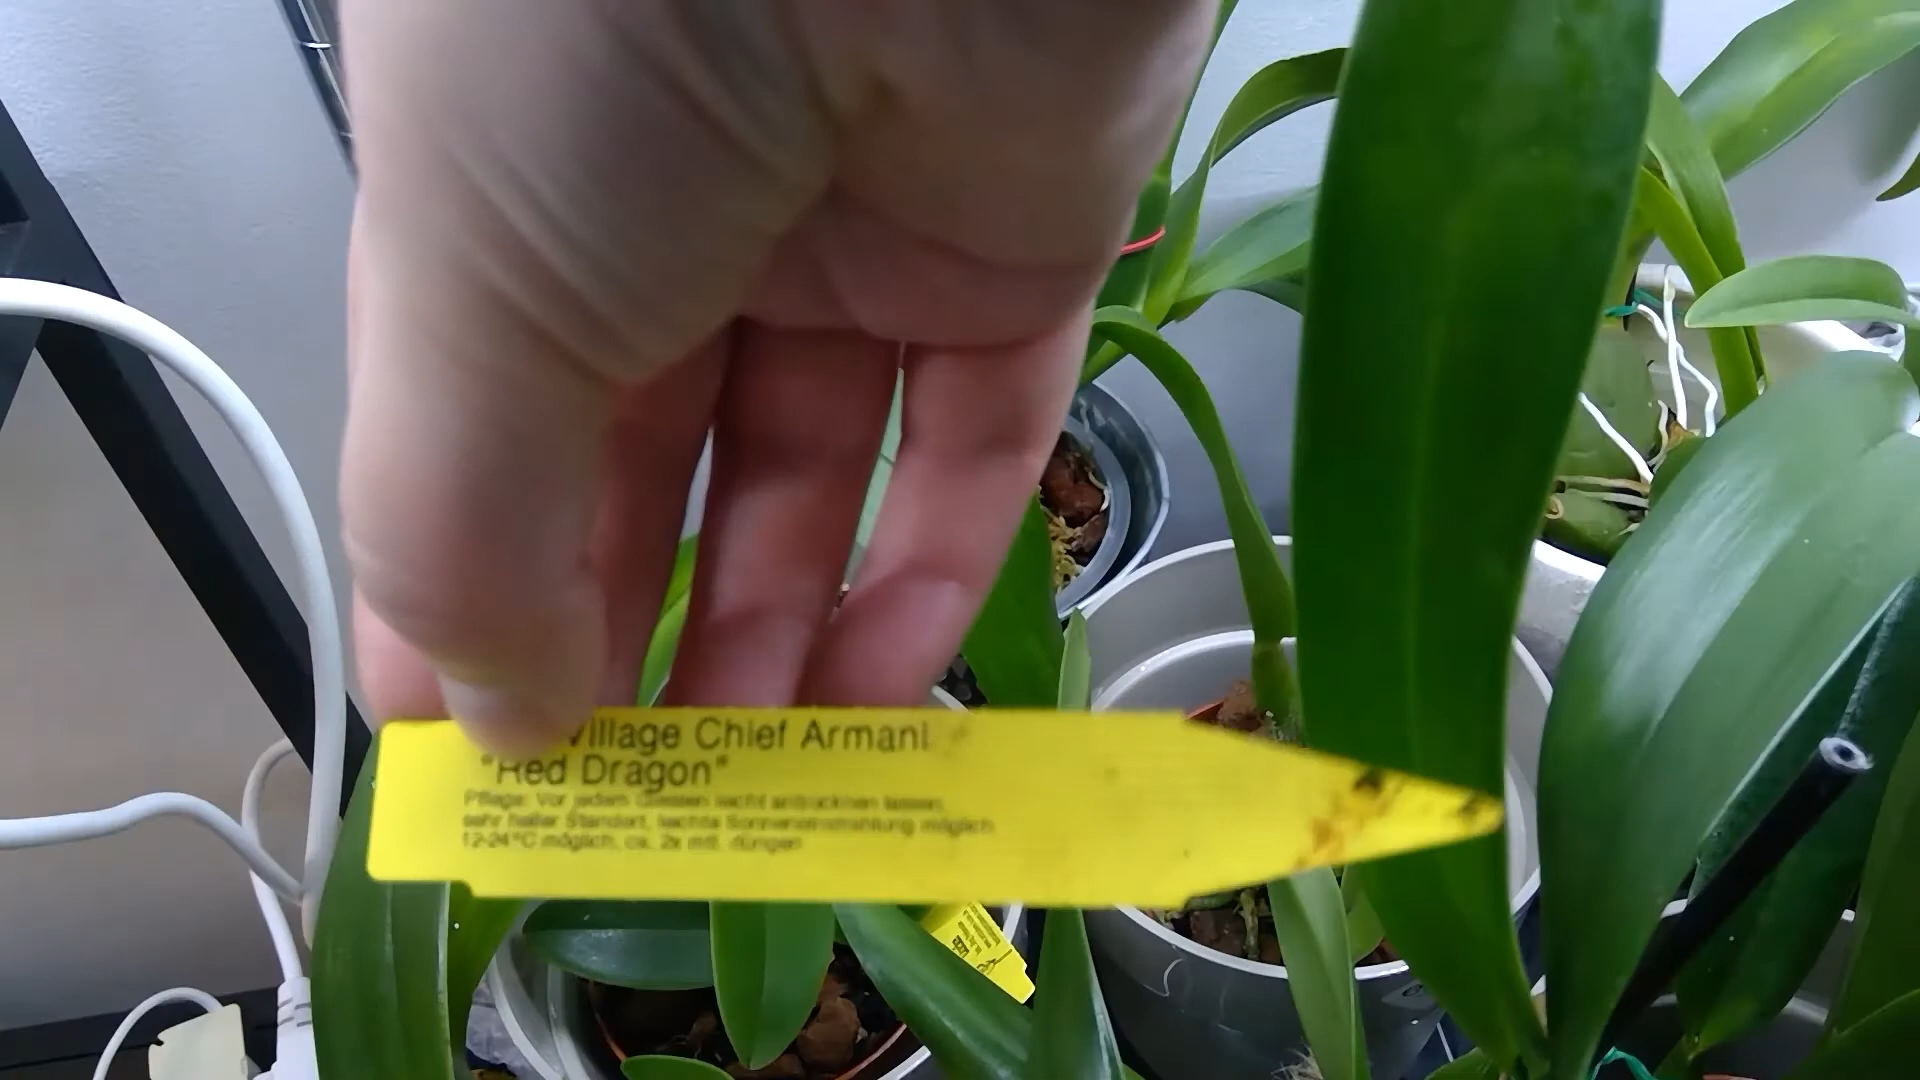 Village Chief Armani
"Red Dragon"
Pflege: Vor jedem Giessen leicht antrocknen lassen,
sehr heller Standort, leichte Sonneneinstrahlung möglich
12-24°C möglich, ca. 2x mtl. düngen